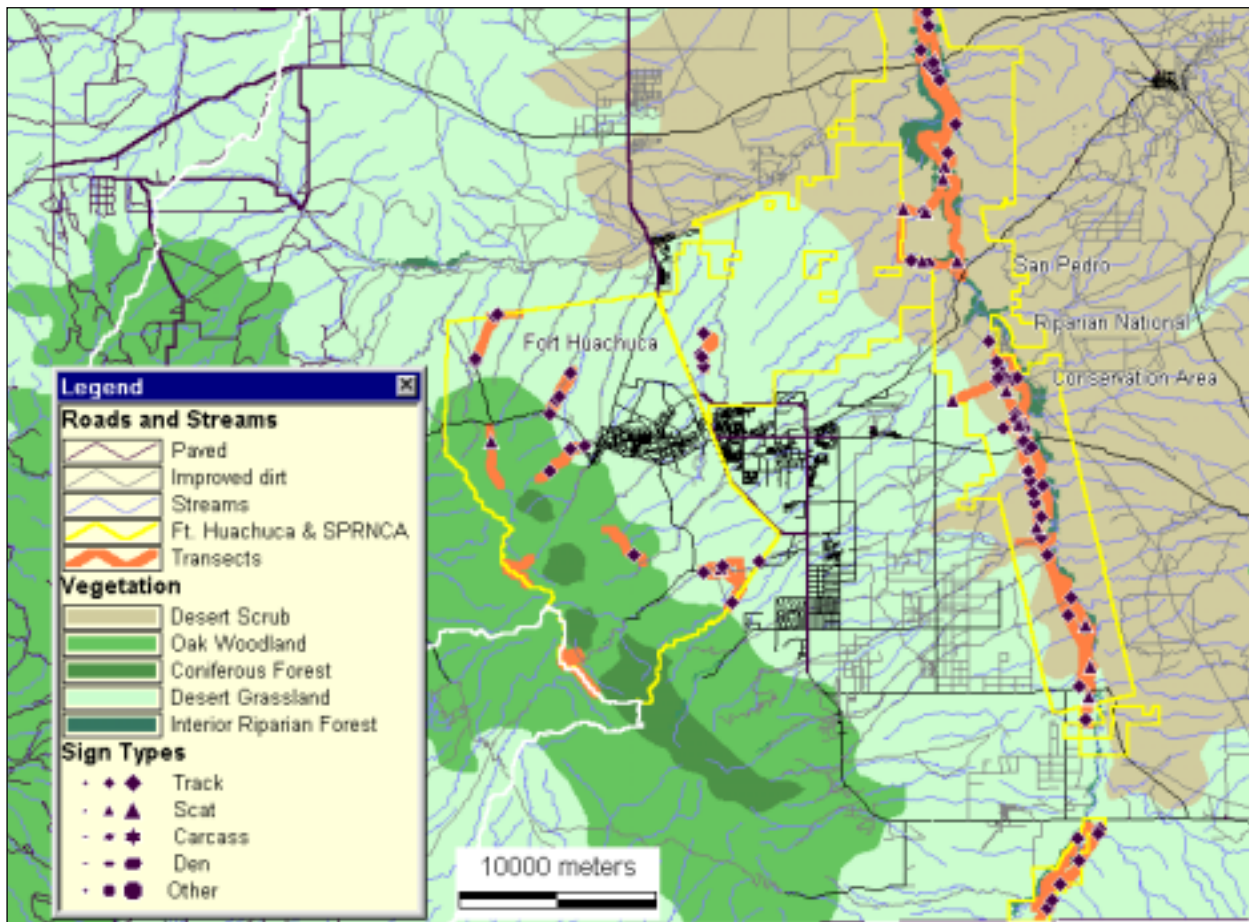 San Pedro
Riparian National
Fort Huachuca
Conservation Area
Legend
Roads and Streams
Paved
Improved dirt
Streams
Ft. Huachuca & SPRNCA
Transects
Vegetation
Desert Scrub
Oak Woodland
Coniferous Forest
Desert Grassland
Interior Riparian Forest
Sign Types
Track
Scat
Carcass
Den
Other
10000 meters